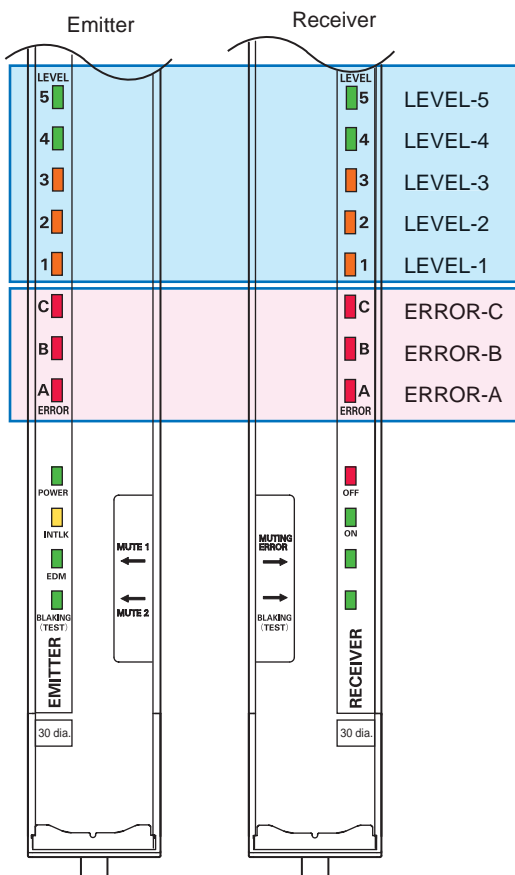 Emitter
Receiver
LEVEL
5
4
3
2
1
C
B
A
ERROR
POWER
INTLK
EDM
BLAKING
(TEST)
EMITTER
30 dia.
MUTE 1
MUTE 2
MUTING
ERROR
BLAKING
(TEST)
LEVEL
5
4
3
2
1
C
B
A
ERROR
OFF
ON
RECEIVER
30 dia.
LEVEL-5
LEVEL-4
LEVEL-3
LEVEL-2
LEVEL-1
ERROR-C
ERROR-B
ERROR-A